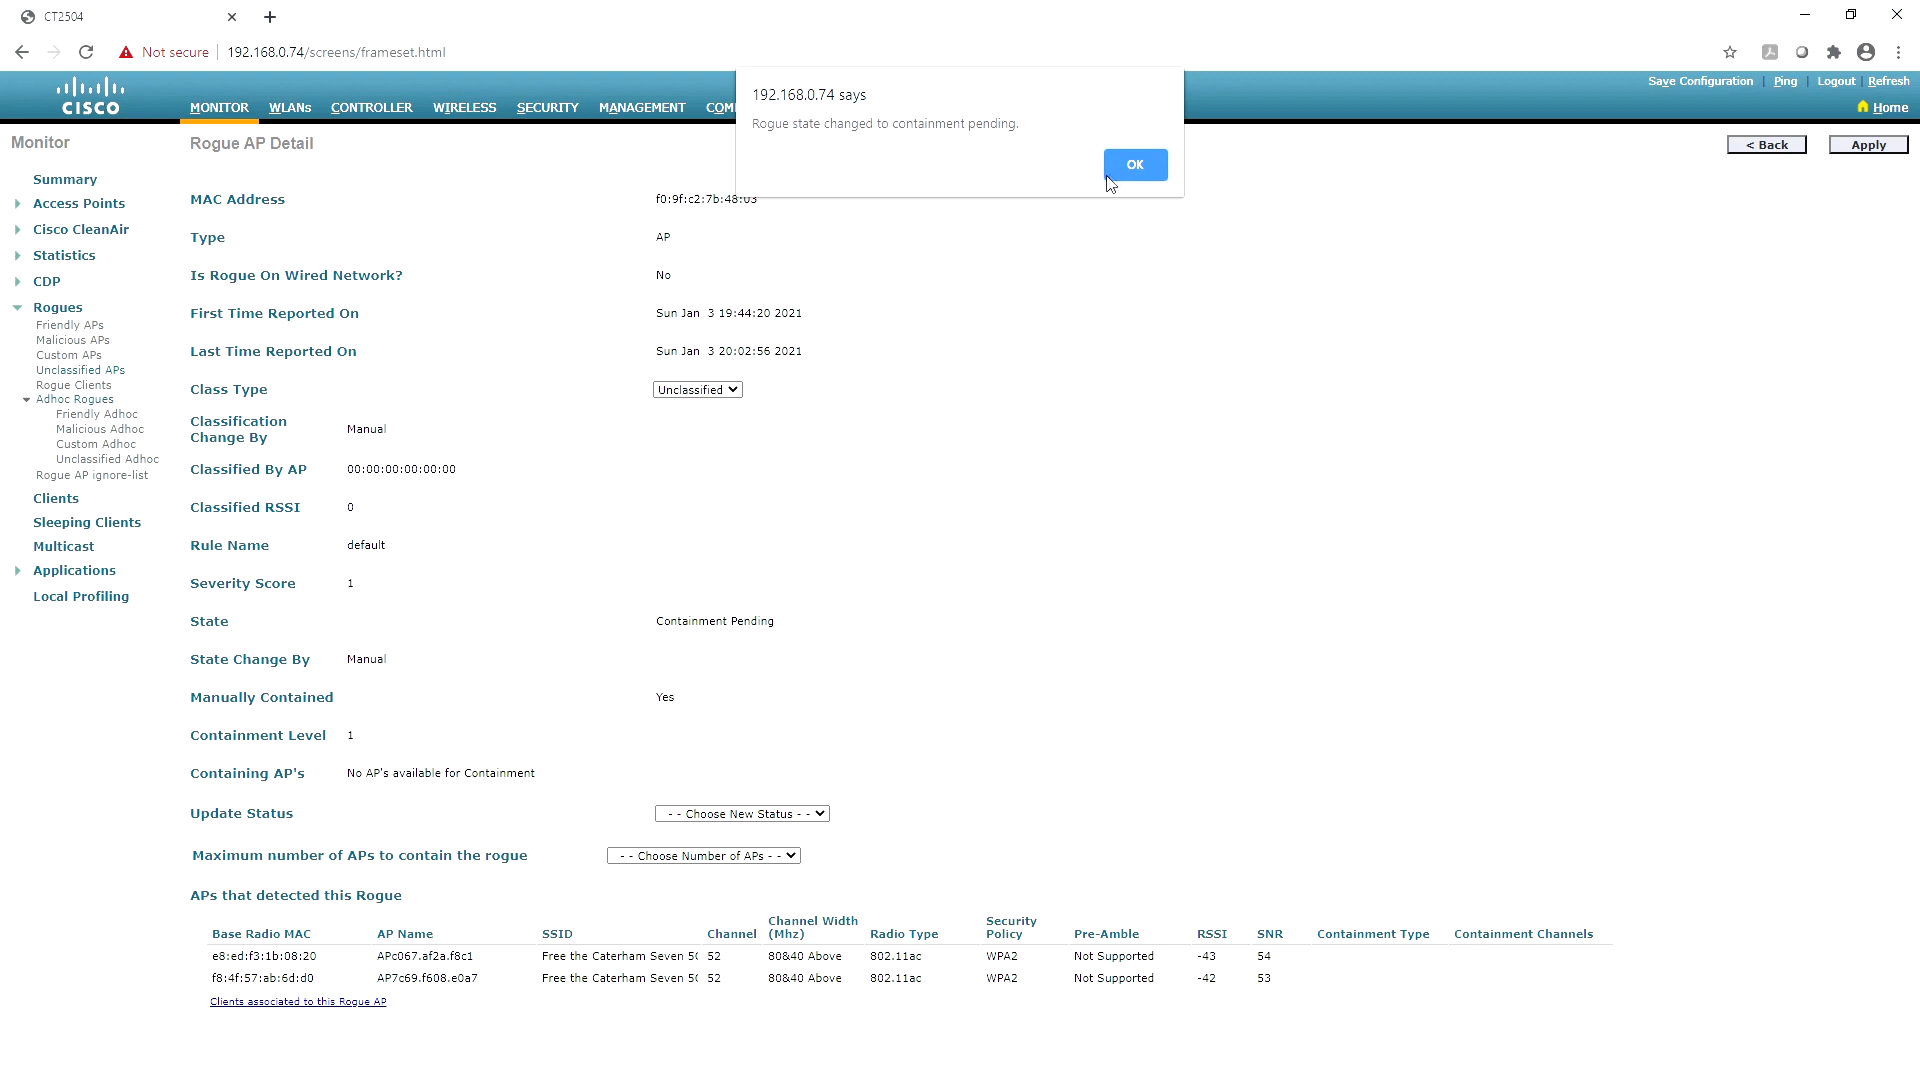 CT2504
Not secure
192.168.0.74/screens/frameset.html
CISCO
MONITOR WLANs CONTROLLER WIRELESS SECURITY MANAGEMENT COM
Save Configuration Ping Logout Refresh
Home
192.168.0.74 says
Rogue state changed to containment pending.
OK
Monitor
Summary
Access Points
Cisco CleanAir
Statistics
CDP
Rogues
Friendly APs
Malicious APs
Custom APs
Unclassified APs
Rogue Clients
Adhoc Rogues
Friendly Adhoc
Malicious Adhoc
Custom Adhoc
Unclassified Adhoc
Rogue AP ignore-list
Clients
Sleeping Clients
Multicast
Applications
Local Profiling
Rogue AP Detail
< Back Apply
MAC Address f0:9f:c2:7b:48:03
Type AP
Is Rogue On Wired Network? No
First Time Reported On Sun Jan 3 19:44:20 2021
Last Time Reported On Sun Jan 3 20:02:56 2021
Class Type Unclassified
Classification
Change By Manual
Classified By AP 00:00:00:00:00:00
Classified RSSI 0
Rule Name default
Severity Score 1
State Containment Pending
State Change By Manual
Manually Contained Yes
Containment Level 1
Containing AP's No AP's available for Containment
Update Status - - Choose New Status - -
Maximum number of APs to contain the rogue - - Choose Number of APs - -
APs that detected this Rogue
Base Radio MAC AP Name SSID Channel Channel Width (Mhz) Radio Type Security Policy Pre-Amble RSSI SNR Containment Type Containment Channels
e8:ed:f3:1b:08:20 APc067.af2a.f8c1 Free the Caterham Seven 5( 52 80&40 Above 802.11ac WPA2 Not Supported -43 54
f8:4f:57:ab:6d:d0 AP7c69.f608.e0a7 Free the Caterham Seven 5( 52 80&40 Above 802.11ac WPA2 Not Supported -42 53
Clients associated to this Rogue AP